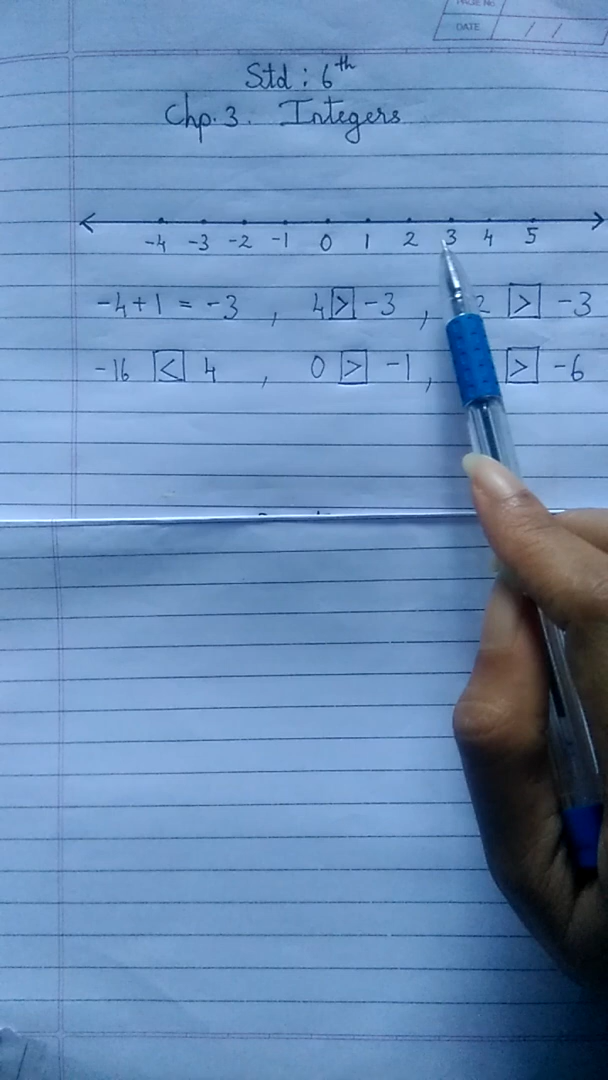 DATE / /
Std : 6th
Chp. 3. Integers
-4 -3 -2 -1 0 1 2 3 4 5
-4+1 = -3 , 4 > -3 , 2 > -3
-16 < 4 , 0 > -1 , > -6